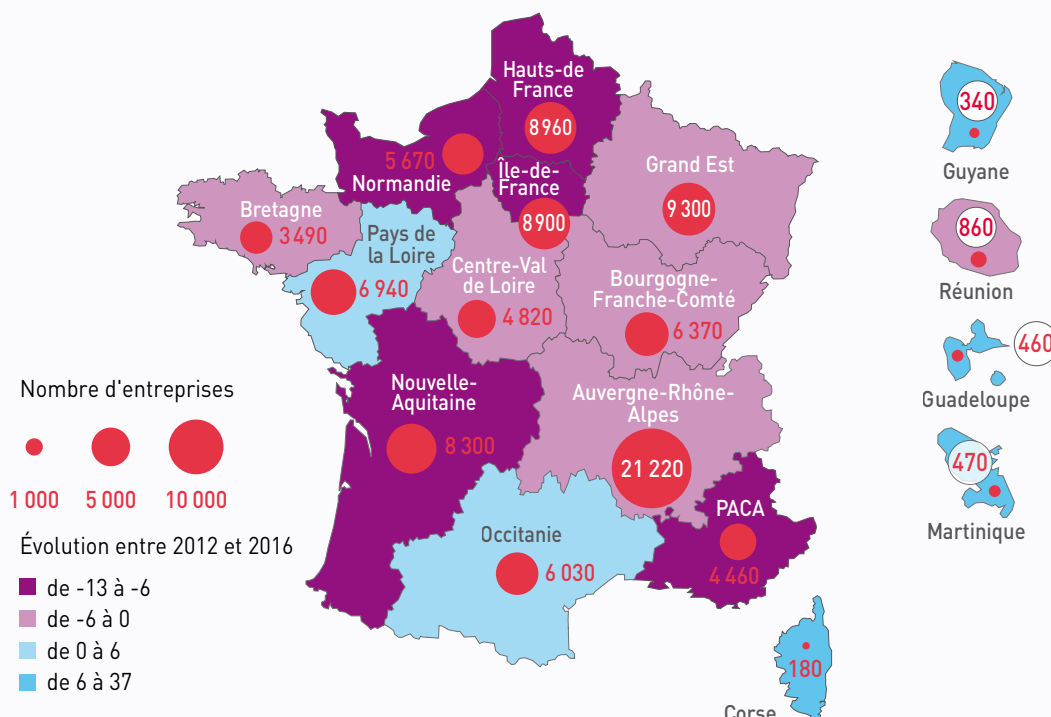 Hauts-de
France
8960
5 670
Normandie
Île-de-
France
8900
Grand Est
9 300
Bretagne
3 490
Pays de
la Loire
6 940
Centre-Val
de Loire
4 820
Bourgogne-
Franche-Comté
6 370
Nouvelle-
Aquitaine
8 300
Auvergne-Rhône-
Alpes
21 220
PACA
4 460
Occitanie
6 030
180
Corse
340
Guyane
860
Réunion
460
Guadeloupe
470
Martinique
Nombre d'entreprises
1 000 5 000 10 000
Évolution entre 2012 et 2016
de -13 à -6
de -6 à 0
de 0 à 6
de 6 à 37